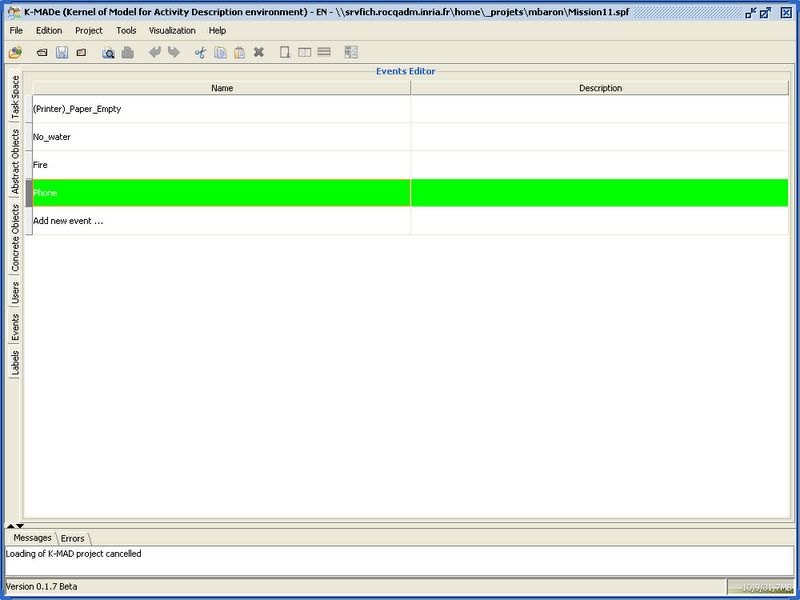 K-MADe (Kernel of Model for Activity Description environment) - EN - \\srvfich.rocqadm.inria.fr\home\_projets\mbaron\Mission11.spf
File Edition Project Tools Visualization Help
Events Editor
Name Description
(Printer)_Paper_Empty
No_water
Fire
Phone
Add new event ...
Task Space
Abstract Objects
Concrete Objects
Users
Events
Labels
Messages Errors
Loading of K-MAD project cancelled
Version 0.1.7 Beta